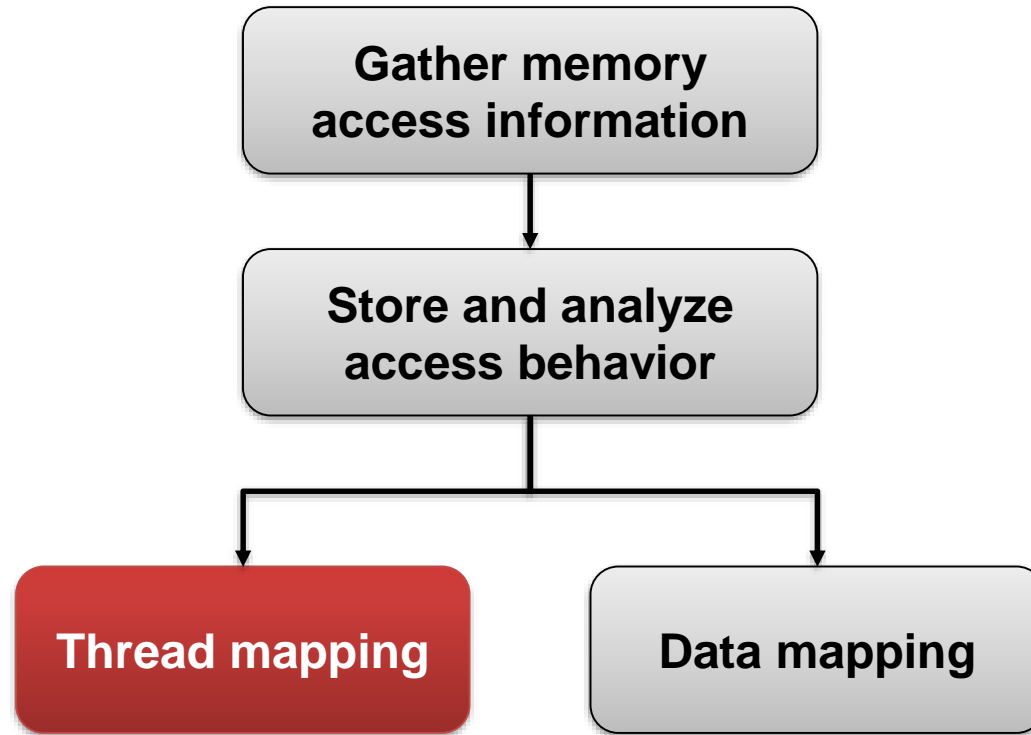 Gather memory
access information
Store and analyze
access behavior
Thread mapping
Data mapping